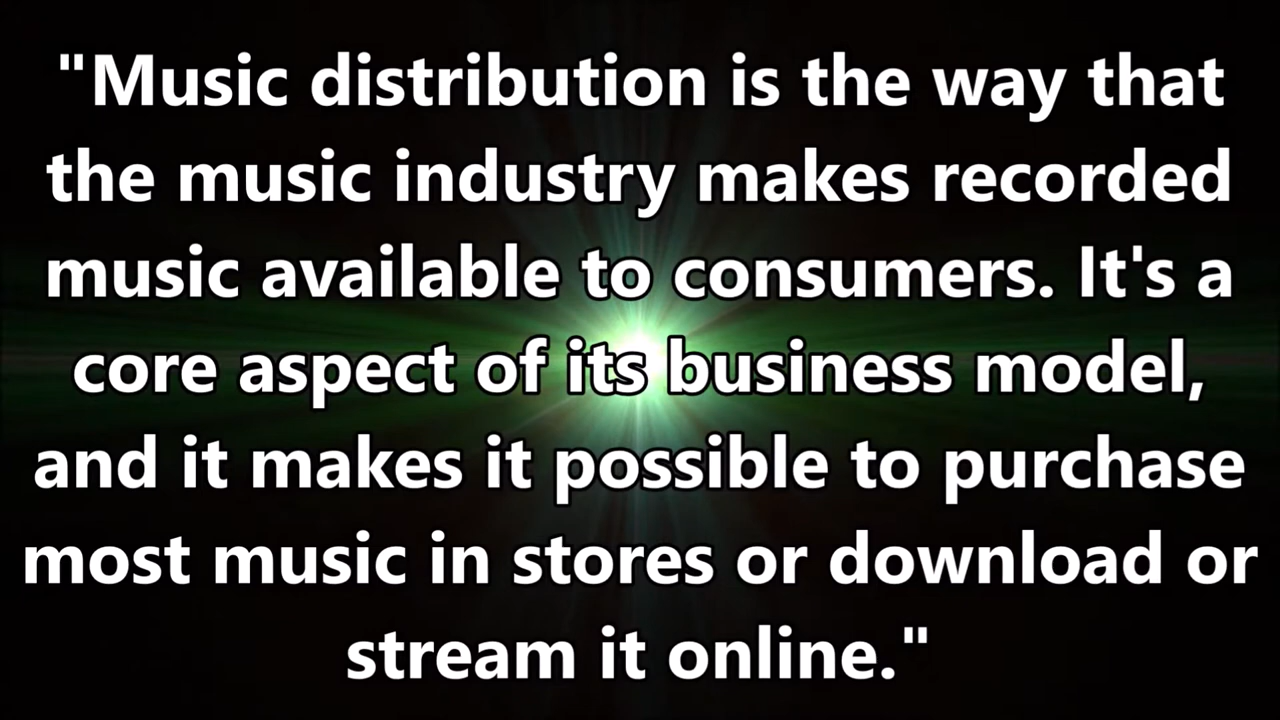 "Music distribution is the way that
the music industry makes recorded
music available to consumers. It's a
core aspect of its business model,
and it makes it possible to purchase
most music in stores or download or
stream it online."